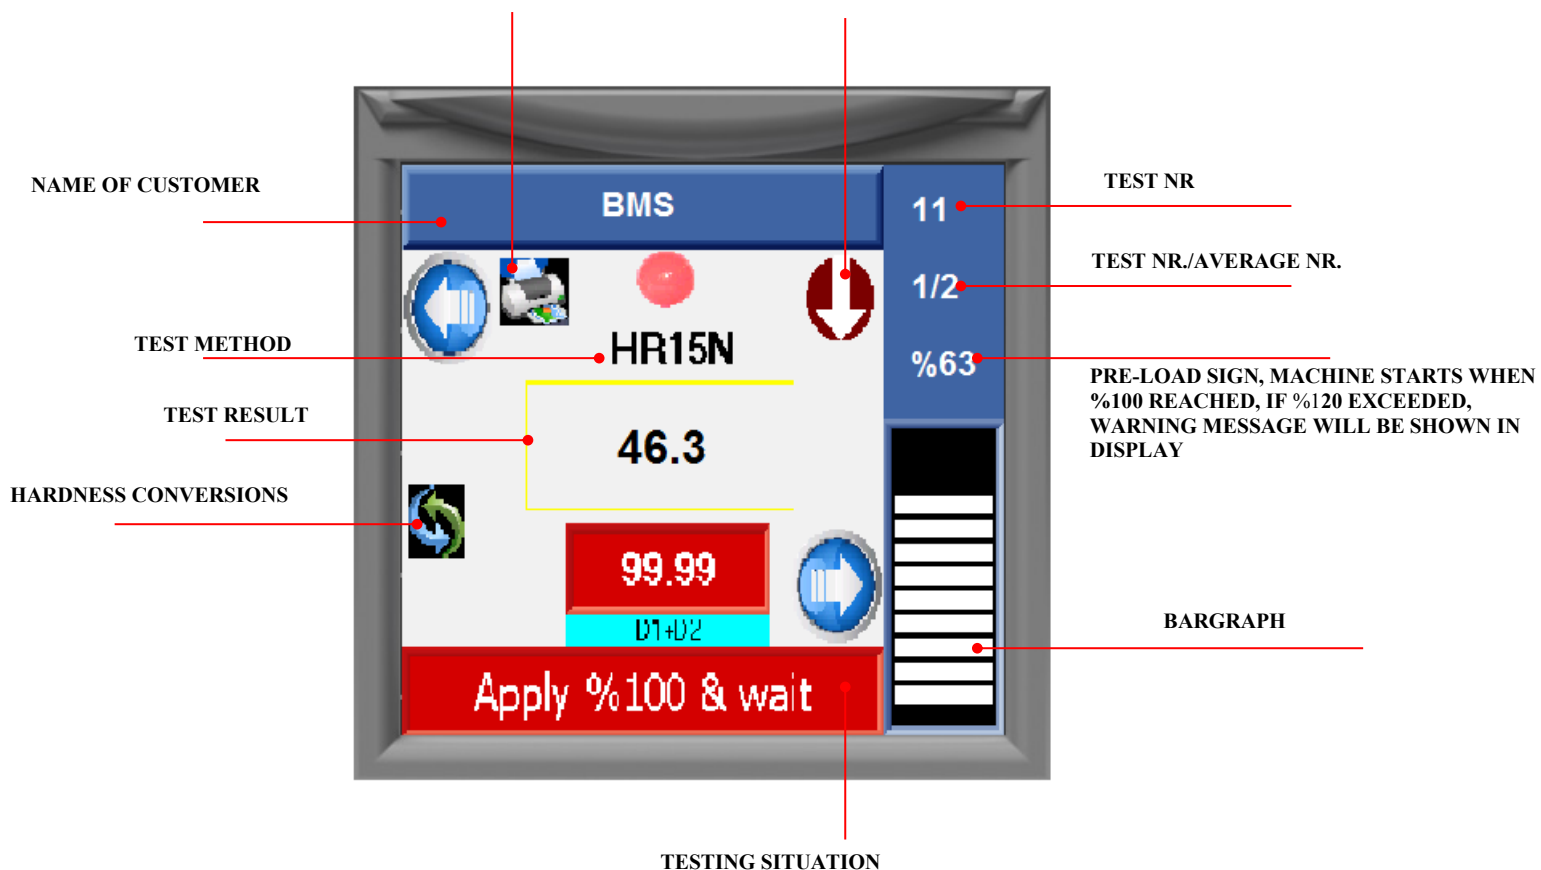 NAME OF CUSTOMER
BMS
11
TEST NR
1/2
TEST NR./AVERAGE NR.
TEST METHOD
HR15N
%63
PRE-LOAD SIGN, MACHINE STARTS WHEN
%100 REACHED, IF %120 EXCEEDED,
WARNING MESSAGE WILL BE SHOWN IN
DISPLAY
TEST RESULT
46.3
HARDNESS CONVERSIONS
99.99
D1+D2
BARGRAPH
Apply %100 & wait
TESTING SITUATION